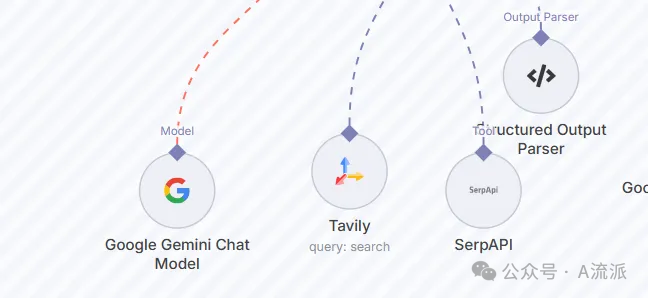 Output Parser
Model
Tool
Structured Output
Parser
SerpApi
Goo
Google Gemini Chat
Model
Tavily
query: search
SerpAPI
公众号 · A流派